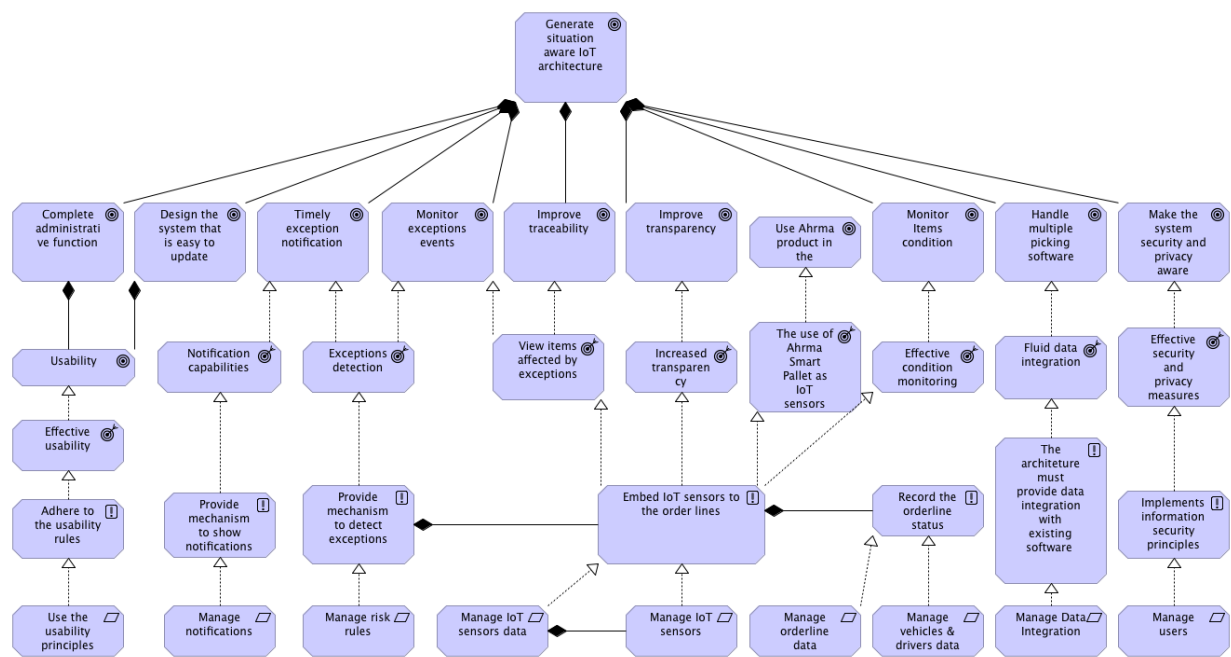 Generate
situation
aware IoT
architecture
Complete
administrati
ve function
Design the
system that
is easy to
update
Timely
exception
notification
Monitor
exceptions
events
Improve
traceability
Improve
transparency
Use Ahrma
product in
the
Monitor
Items
condition
Handle
multiple
picking
software
Make the
system
security and
privacy
aware
Usability
Notification
capabilities
Exceptions
detection
View items
affected by
exceptions
Increased
transparen
cy
The use of
Ahrma
Smart
Pallet as
IoT
sensors
Effective
condition
monitoring
Fluid data
integration
Effective
security
and
privacy
measures
Effective
usability
Adhere to
the usability
rules
Provide
mechanism
to show
notifications
Provide
mechanism
to detect
exceptions
Embed IoT sensors to
the order lines
Record the
orderline
status
The
architeture
must
provide data
integration
with
existing
software
Implements
information
security
principles
Use the
usability
principles
Manage
notifications
Manage risk
rules
Manage IoT
sensors data
Manage IoT
sensors
Manage
orderline
data
Manage
vehicles &
drivers data
Manage Data
Integration
Manage
users